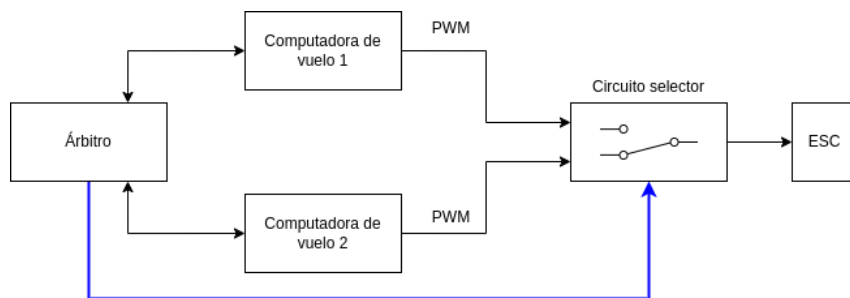 Computadora de
vuelo 1
PWM
Circuito selector
Árbitro
ESC
Computadora de
vuelo 2
PWM